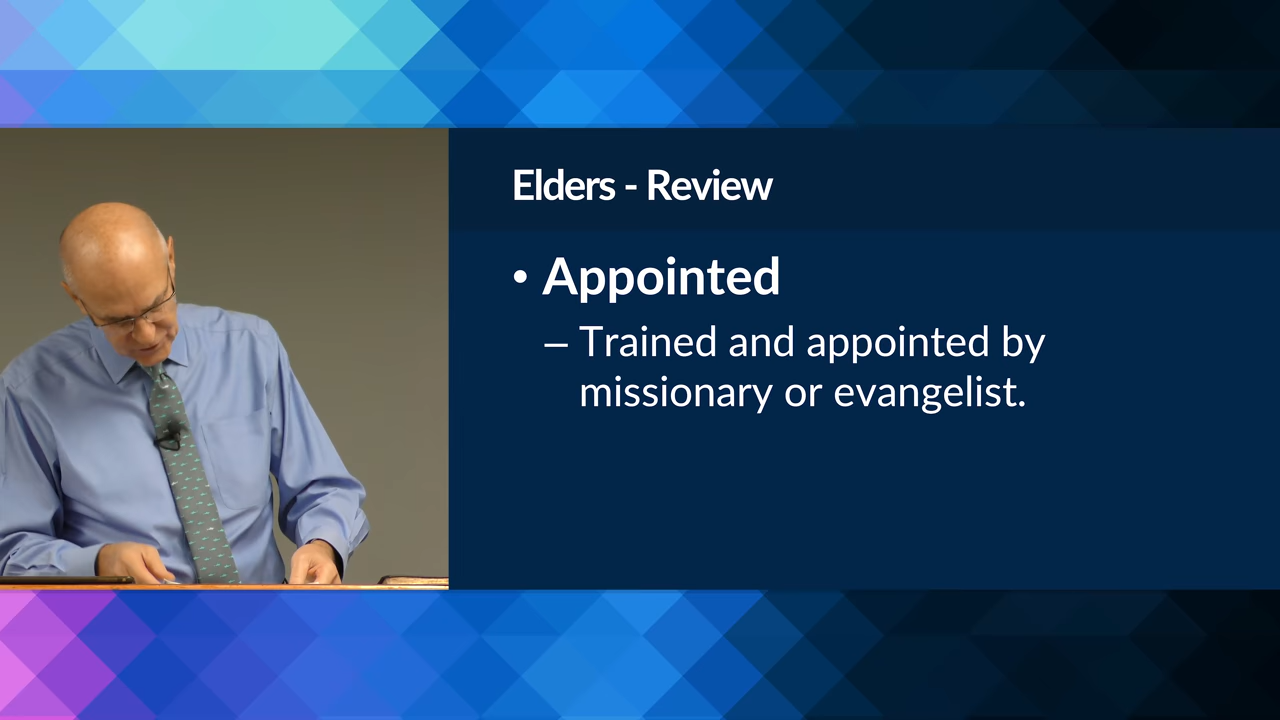 Elders - Review
• Appointed
– Trained and appointed by
missionary or evangelist.